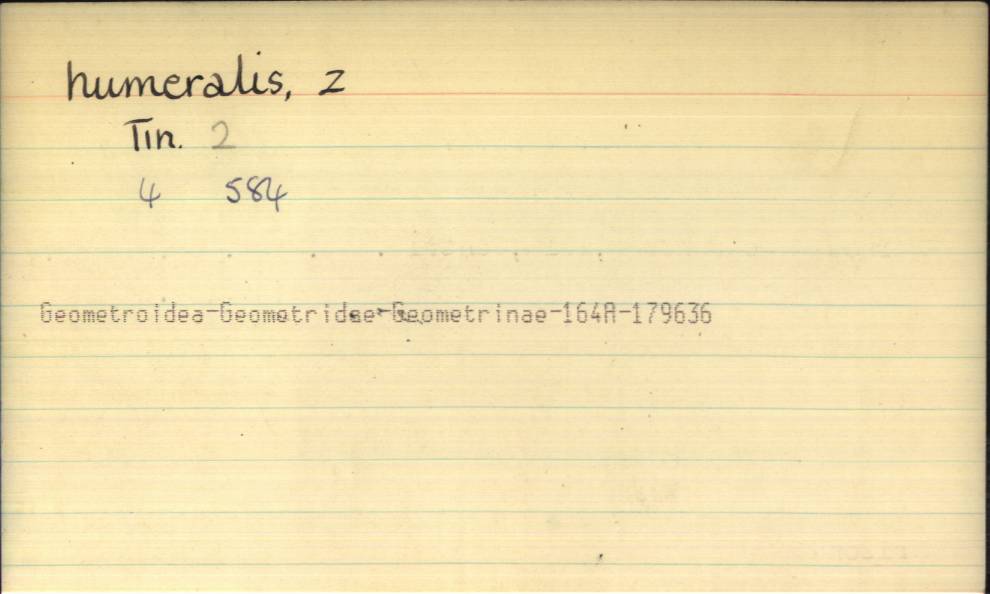 humeralis, Z
Tin. 2
4 584
Geometroidea-Geometridae-Geometrinae-164A-179636